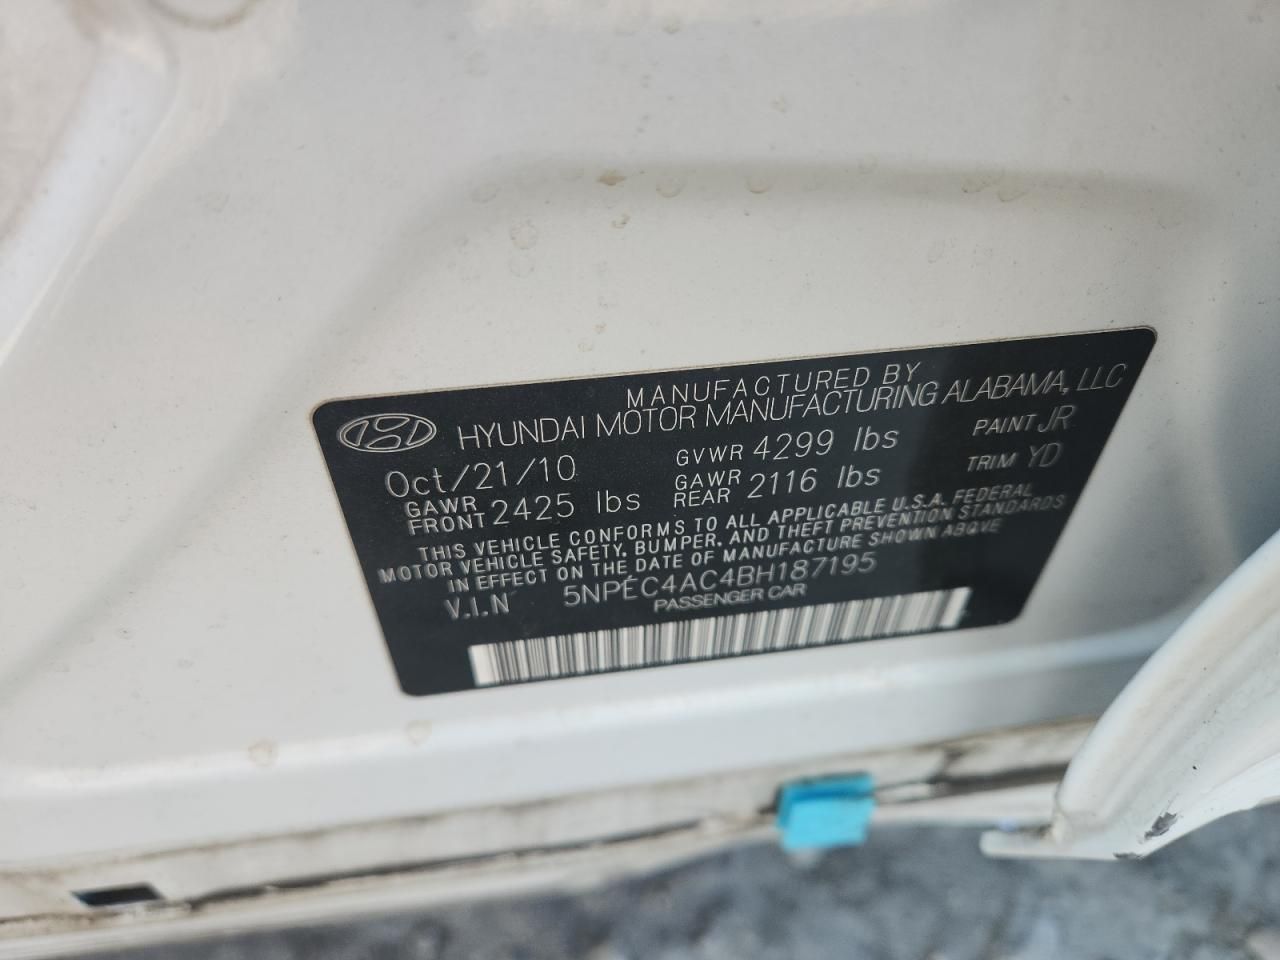 MANUFACTURED BY
HYUNDAI MOTOR MANUFACTURING ALABAMA, LLC
Oct/21/10 GVWR 4299 lbs PAINT JR
GAWR FRONT 2425 lbs GAWR REAR 2116 lbs TRIM YD
THIS VEHICLE CONFORMS TO ALL APPLICABLE U.S.A. FEDERAL
MOTOR VEHICLE SAFETY, BUMPER, AND THEFT PREVENTION STANDARDS
IN EFFECT ON THE DATE OF MANUFACTURE SHOWN ABOVE
V.I.N 5NPEC4AC4BH187195
PASSENGER CAR